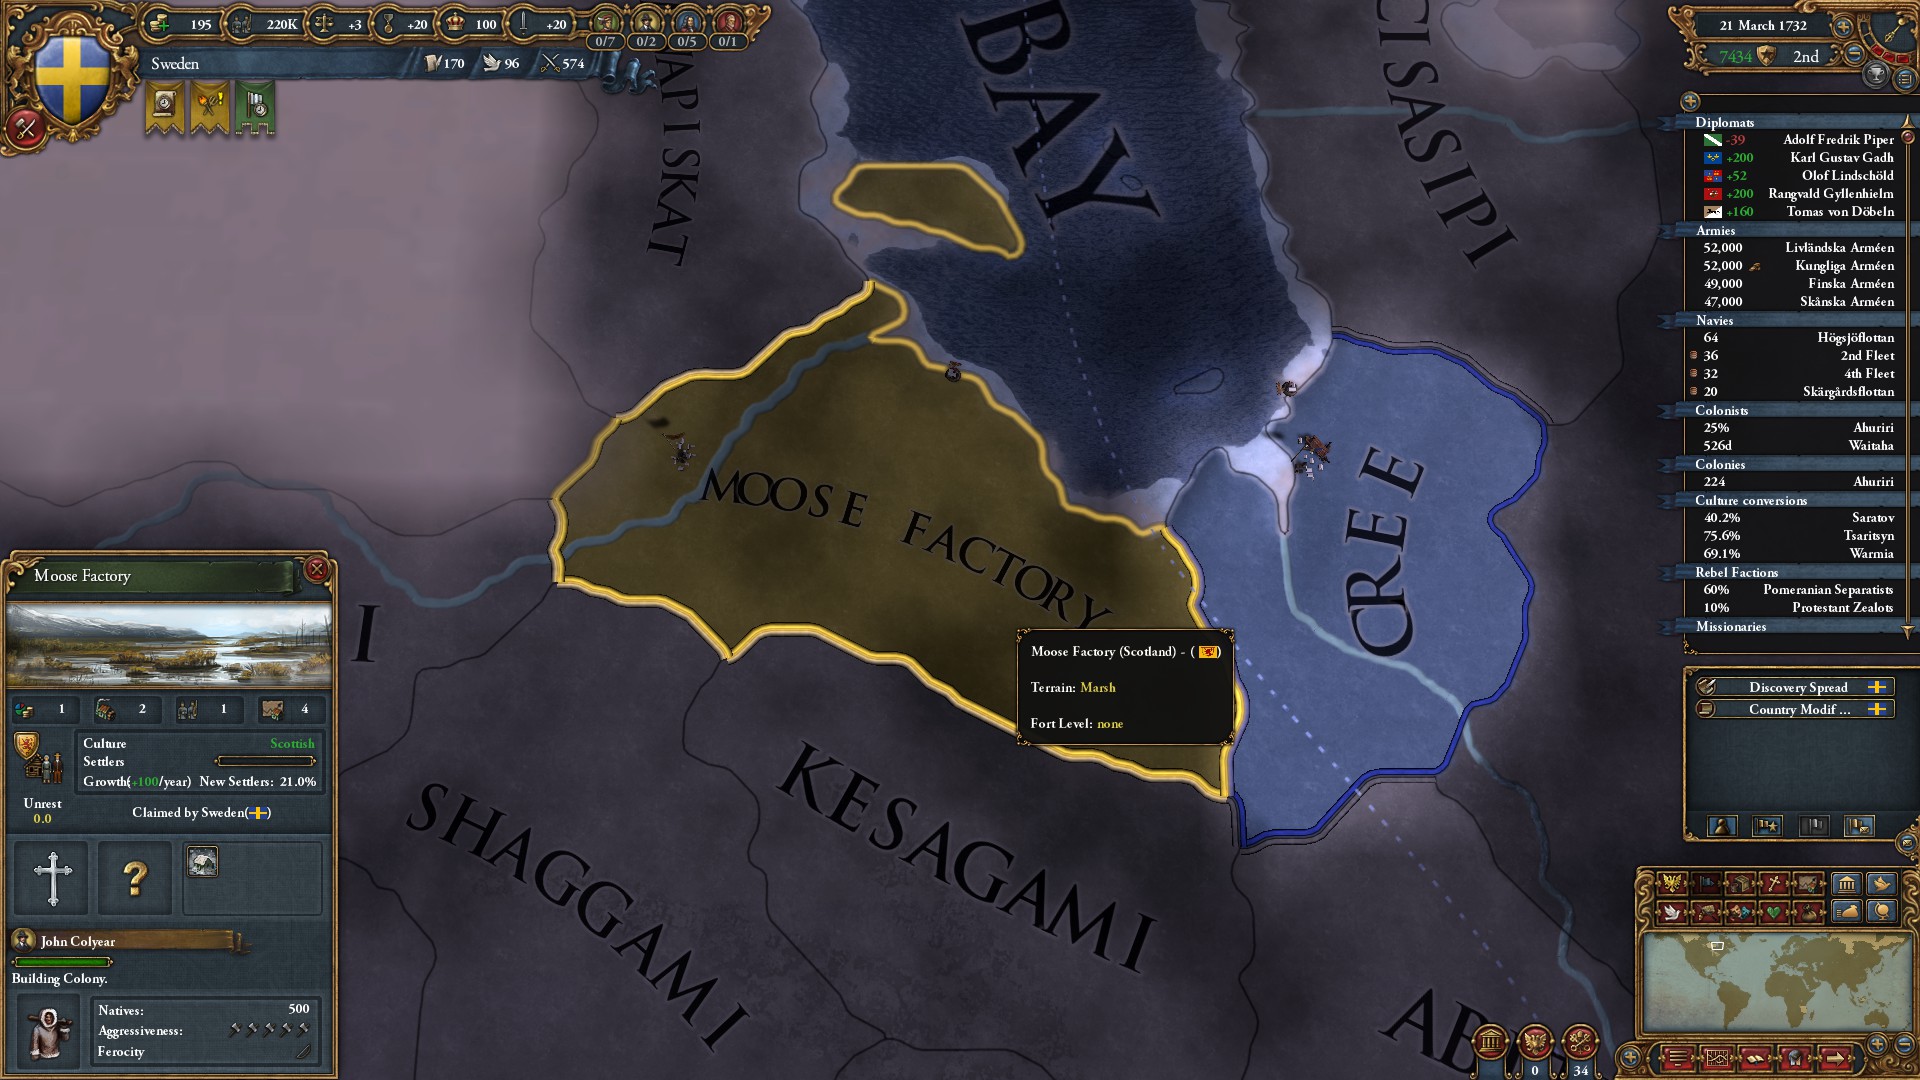 195 220K +3 +20 100 +20
0/7 0/2 0/5 0/1
Sweden 170 96 574
21 March 1732
7434 2nd
BAY
APISKAT
CISASIPI
MOOSE FACTORY
CREE
KESAGAMI
SHAGGAMI
I
AB
Moose Factory (Scotland) - ( )
Terrain: Marsh
Fort Level: none
Moose Factory
1 2 1 4
Culture Scottish
Settlers
Growth(+100/year) New Settlers: 21.0%
Unrest
0.0
Claimed by Sweden( )
?
John Colyear
Building Colony.
Natives: 500
Aggressiveness:
Ferocity
Diplomats
-39 Adolf Fredrik Piper
+200 Karl Gustav Gadh
+52 Olof Lindschöld
+200 Rangvald Gyllenhielm
+160 Tomas von Döbeln
Armies
52,000 Livländska Arméen
52,000 Kungliga Arméen
49,000 Finska Arméen
47,000 Skånska Arméen
Navies
64 Högsjöflottan
36 2nd Fleet
32 4th Fleet
20 Skärgårdsflottan
Colonists
25% Ahuriri
526d Waitaha
Colonies
224 Ahuriri
Culture conversions
40.2% Saratov
75.6% Tsaritsyn
69.1% Warmia
Rebel Factions
60% Pomeranian Separatists
10% Protestant Zealots
Missionaries
Discovery Spread
Country Modif ...
0 34